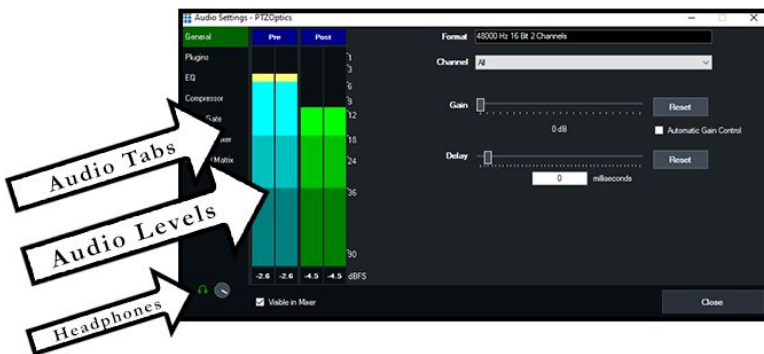 Audio Settings - PTZOptics
General
Pre
Post
Format
48000 Hz 16 Bit 2 Channels
Plugins
Channel
All
EQ
Compressor
Gate
Matrix
1
3
6
9
12
18
24
36
90
Gain
Reset
0 dB
Automatic Gain Control
Delay
Reset
0
milliseconds
-2.6
-2.6
-4.5
-4.5
dBFS
Visible in Mixer
Close
Audio Tabs
Audio Levels
Headphones